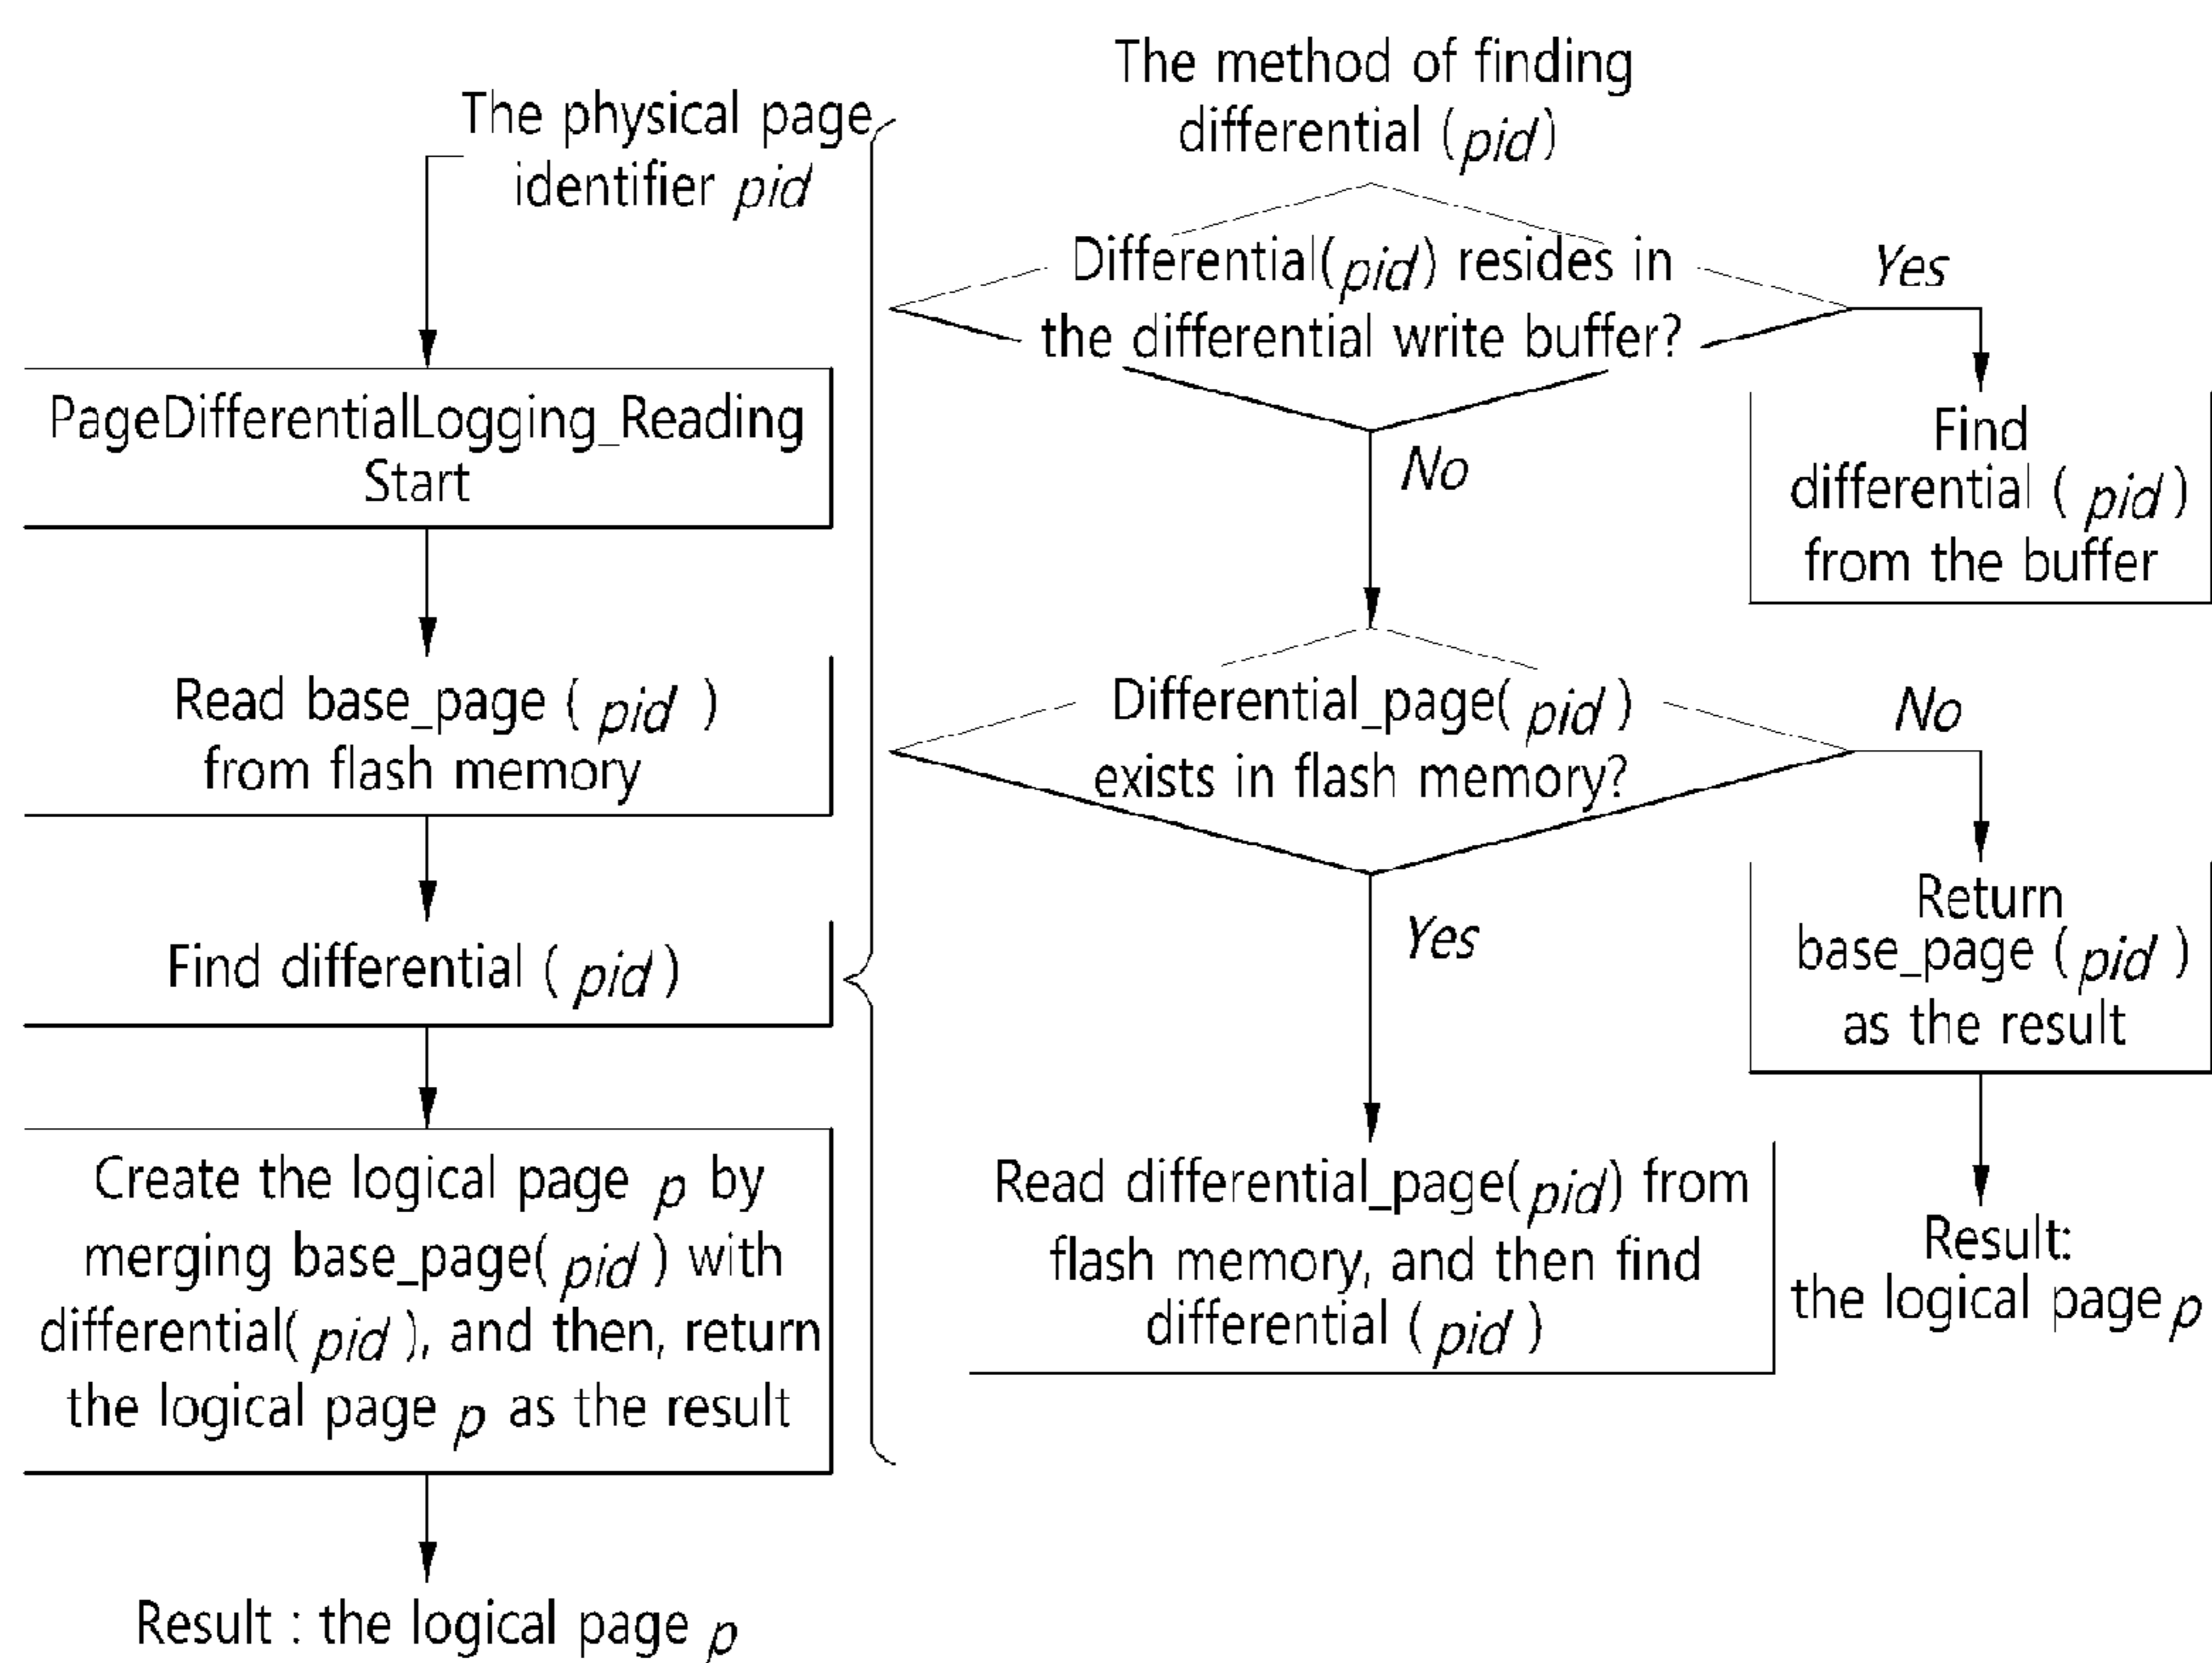 The physical page
identifier pid
PageDifferentialLogging_Reading
Start
Read base_page ( pid )
from flash memory
Find differential ( pid )
Create the logical page p by
merging base_page( pid ) with
differential( pid ), and then, return
the logical page p as the result
Result : the logical page p
The method of finding
differential (pid)
Differential(pid) resides in
the differential write buffer?
Yes
Find
differential ( pid )
from the buffer
No
Differential_page( pid )
exists in flash memory?
No
Return
base_page ( pid )
as the result
Result:
the logical page p
Yes
Read differential_page(pid) from
flash memory, and then find
differential ( pid )